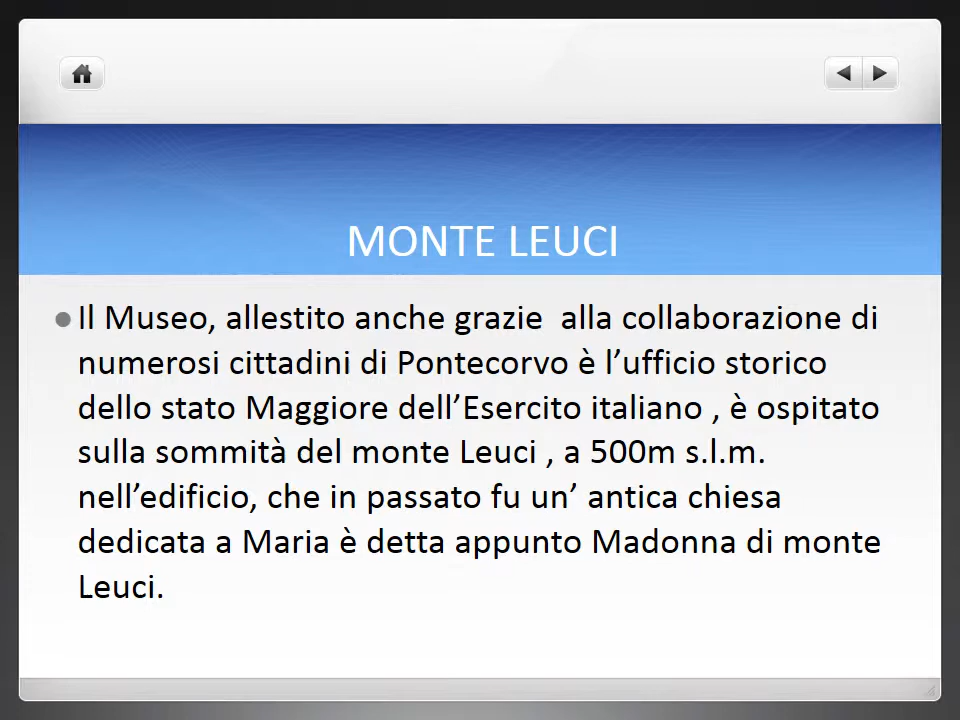 MONTE LEUCI
Il Museo, allestito anche grazie  alla collaborazione di
numerosi cittadini di Pontecorvo è l’ufficio storico
dello stato Maggiore dell’Esercito italiano , è ospitato
sulla sommità del monte Leuci , a 500m s.l.m.
nell’edificio, che in passato fu un’ antica chiesa
dedicata a Maria è detta appunto Madonna di monte
Leuci.